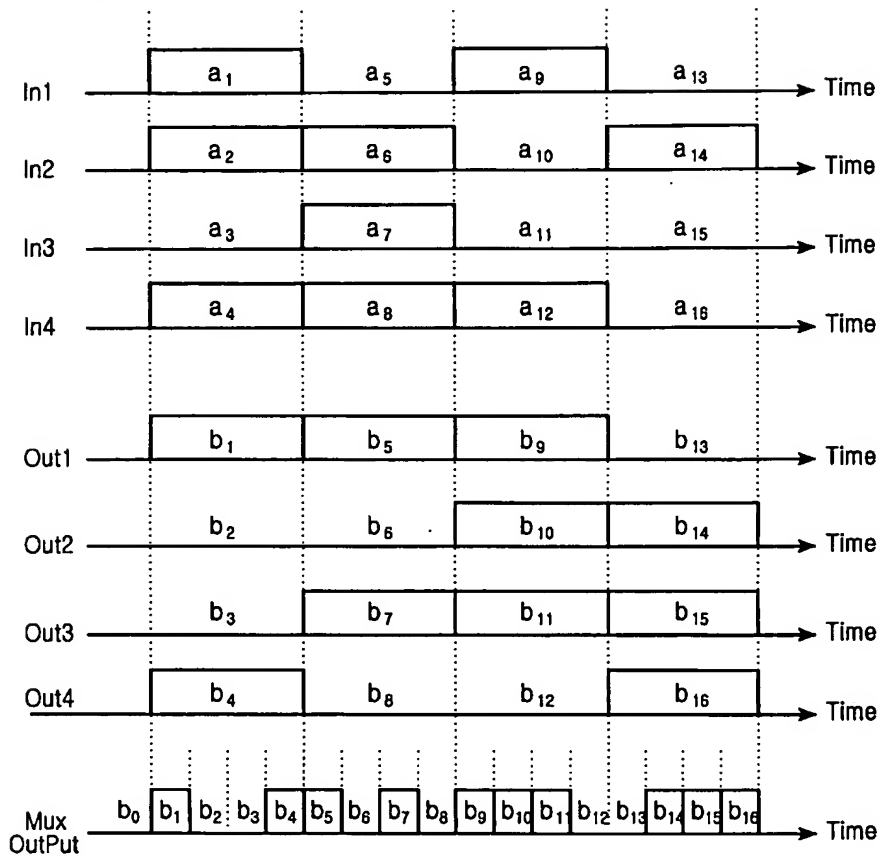 In1 a1 a5 a9 a13 Time
In2 a2 a6 a10 a14 Time
In3 a3 a7 a11 a15 Time
In4 a4 a8 a12 a16 Time
Out1 b1 b5 b9 b13 Time
Out2 b2 b6 b10 b14 Time
Out3 b3 b7 b11 b15 Time
Out4 b4 b8 b12 b16 Time
Mux b0 b1 b2 b3 b4 b5 b6 b7 b8 b9 b10 b11 b12 b13 b14 b15 b16 Time
OutPut